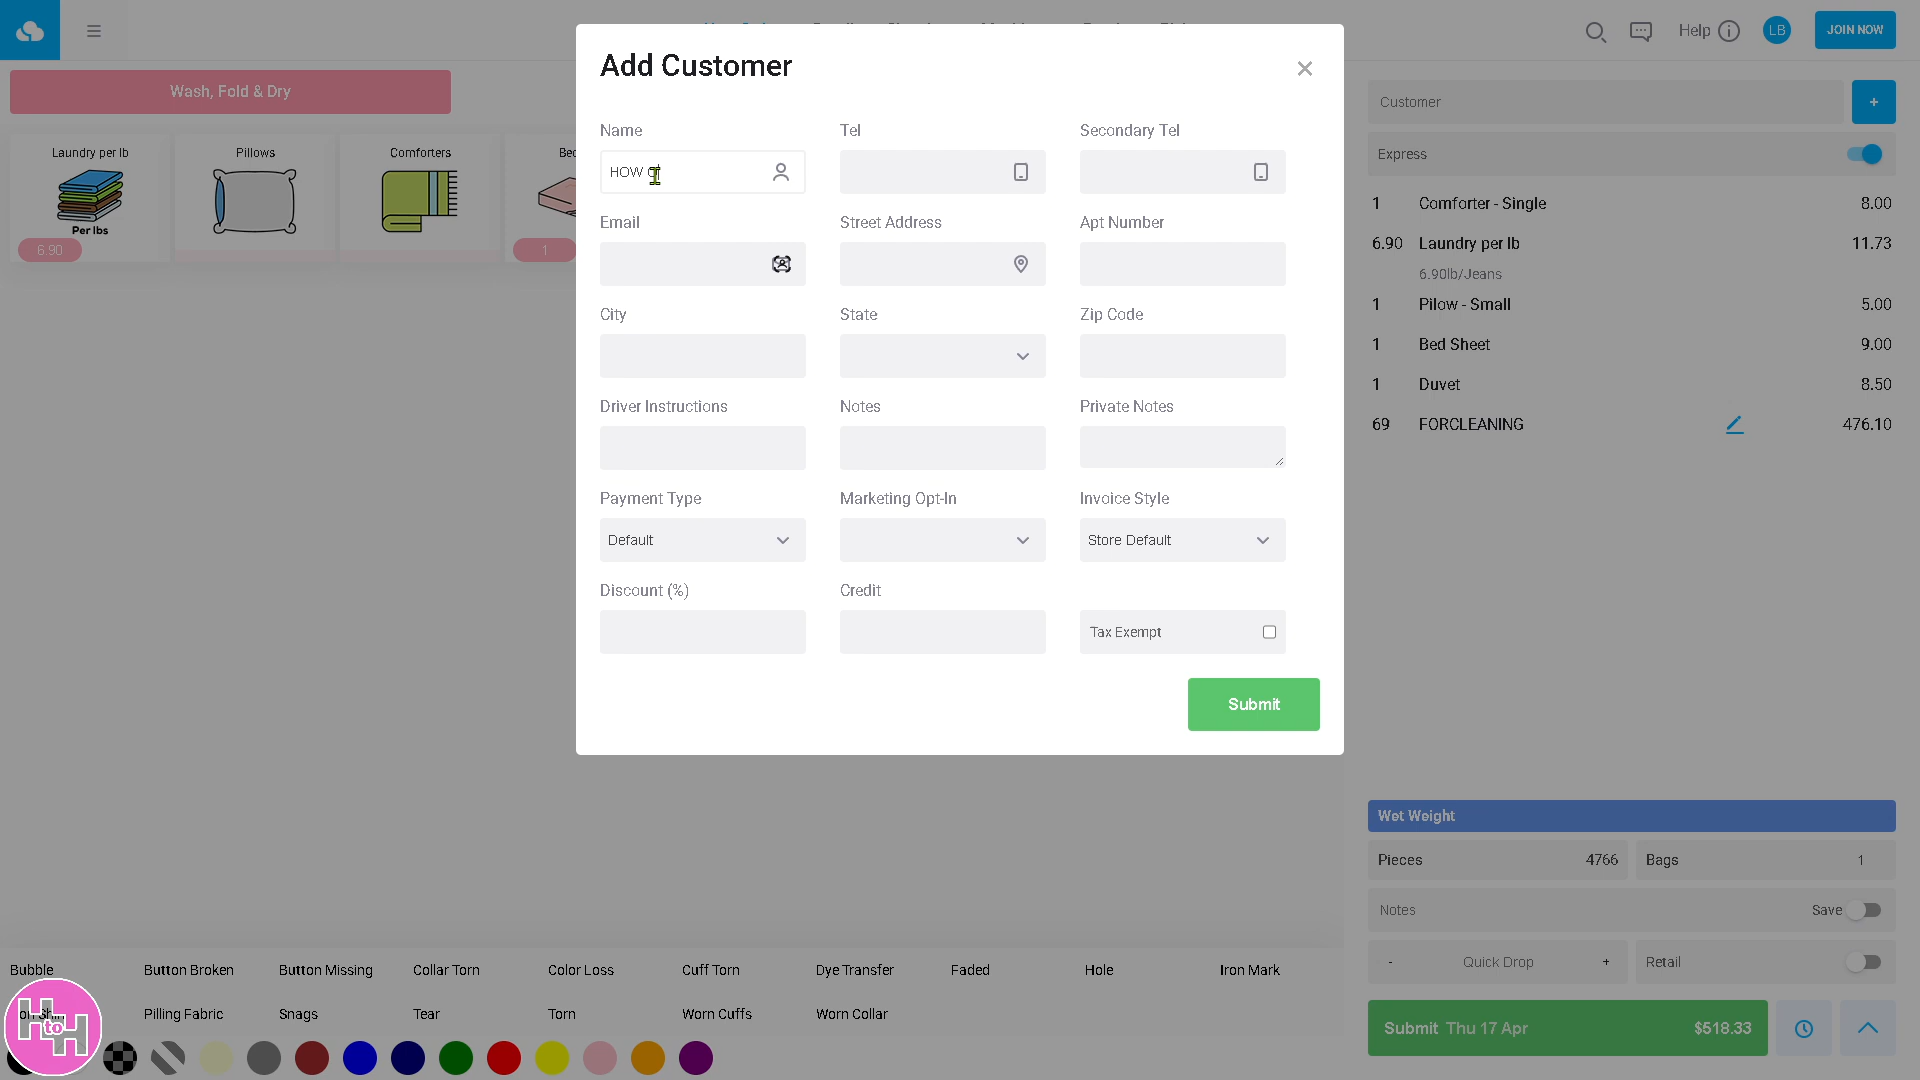 Help
LB
JOIN NOW
Wash, Fold & Dry
Laundry per lb
Pillows
Comforters
Per lbs
6.90
1
Add Customer
Name
Tel
Secondary Tel
HOW
Email
Street Address
Apt Number
City
State
Zip Code
Driver Instructions
Notes
Private Notes
Payment Type
Marketing Opt-In
Invoice Style
Default
Store Default
Discount (%)
Credit
Tax Exempt
Submit
Customer
+
Express
1 Comforter - Single 8.00
6.90 Laundry per lb 11.73
6.90lb/Jeans
1 Pilow - Small 5.00
1 Bed Sheet 9.00
1 Duvet 8.50
69 FORCLEANING 476.10
Wet Weight
Pieces 4766 Bags 1
Notes Save
- Quick Drop + Retail
Submit Thu 17 Apr $518.33
Bubble Button Broken Button Missing Collar Torn Color Loss Cuff Torn Dye Transfer Faded Hole Iron Mark
Pilling Fabric Snags Tear Torn Worn Cuffs Worn Collar
H to H